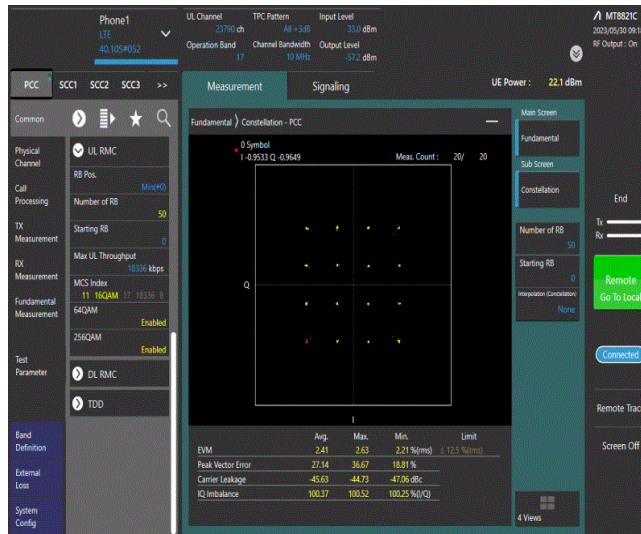 Phone1
LTE
40.10S#052
UL Channel
23790 ch
TPC Pattern
All +3dB
Input Level
33.0 dBm
Operation Band
17
Channel Bandwidth
10 MHz
Output Level
-57.2 dBm
MT8821C
2023/05/30 09:1
RF Output : On
PCC SCC1 SCC2 SCC3 >>
Measurement Signaling
UE Power : 22.1 dBm
Common
Physical
Channel
Call
Processing
TX
Measurement
RX
Measurement
Fundamental
Measurement
Test
Parameter
Band
Definition
External
Loss
System
Config
UL RMC
RB Pos.
Min(#0)
Number of RB
50
Starting RB
0
Max UL Throughput
18336 kbps
MCS Index
11 16QAM 17 18336 8
64QAM
Enabled
256QAM
Enabled
DL RMC
TDD
Fundamental ❭ Constellation - PCC
0 Symbol
I -0.9533 Q -0.9649
Meas. Count : 20/ 20
Q
I
Avg. Max. Min. Limit
EVM 2.41 2.63 2.21 %(rms) ≤ 12.5 %(rms)
Peak Vector Error 27.14 36.67 18.81 %
Carrier Leakage -45.63 -44.73 -47.06 dBc
IQ Imbalance 100.37 100.52 100.25 %(I/Q)
Main Screen
Fundamental
Sub Screen
Constellation
Number of RB
50
Starting RB
0
Interpolation (Constellation)
None
4 Views
End
Tx
Rx
Remote
Go To Local
Connected
Remote Trac
Screen Off